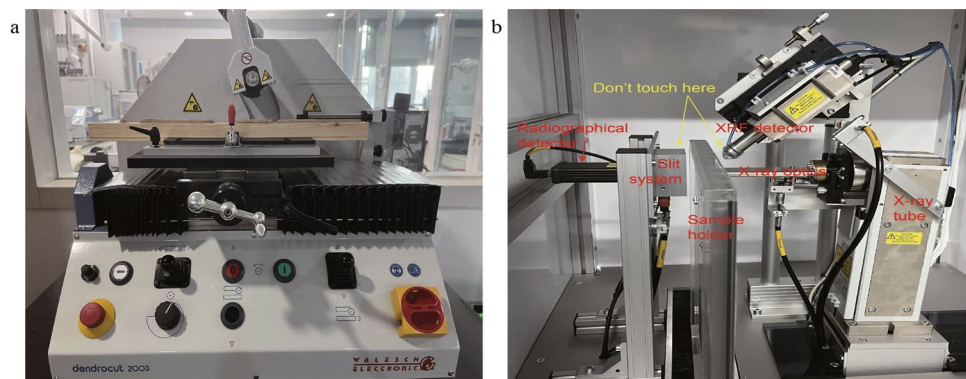 a
b
Don't touch here
Radiographical
detector
XRF detector
Slit
system
X-ray optics
Sample
holder
X-ray
tube
0
I
dendrocut 2003
WALESCH
ELECTRONIC